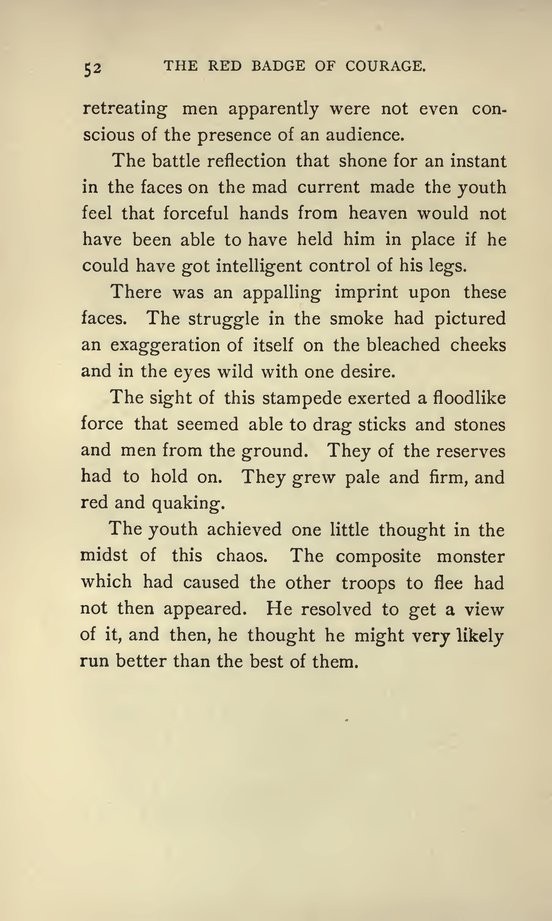 52 THE RED BADGE OF COURAGE.
retreating men apparently were not even con-
scious of the presence of an audience.
The battle reflection that shone for an instant
in the faces on the mad current made the youth
feel that forceful hands from heaven would not
have been able to have held him in place if he
could have got intelligent control of his legs.
There was an appalling imprint upon these
faces. The struggle in the smoke had pictured
an exaggeration of itself on the bleached cheeks
and in the eyes wild with one desire.
The sight of this stampede exerted a floodlike
force that seemed able to drag sticks and stones
and men from the ground. They of the reserves
had to hold on. They grew pale and firm, and
red and quaking.
The youth achieved one little thought in the
midst of this chaos. The composite monster
which had caused the other troops to flee had
not then appeared. He resolved to get a view
of it, and then, he thought he might very likely
run better than the best of them.